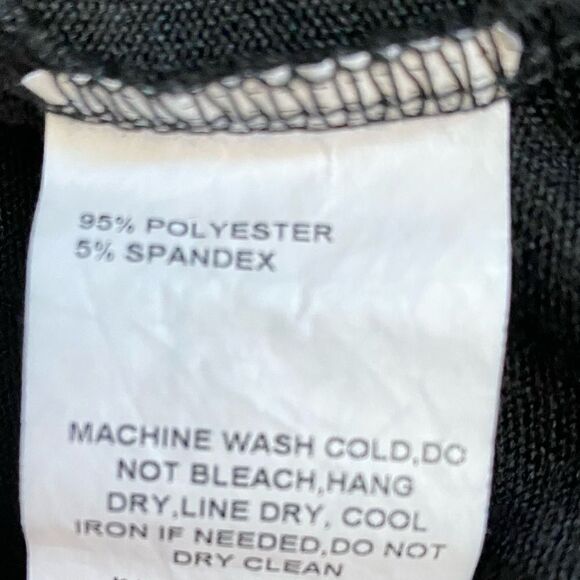 95% POLYESTER
5% SPANDEX
MACHINE WASH COLD,DO
NOT BLEACH,HANG
DRY,LINE DRY, COOL
IRON IF NEEDED,DO NOT
DRY CLEAN